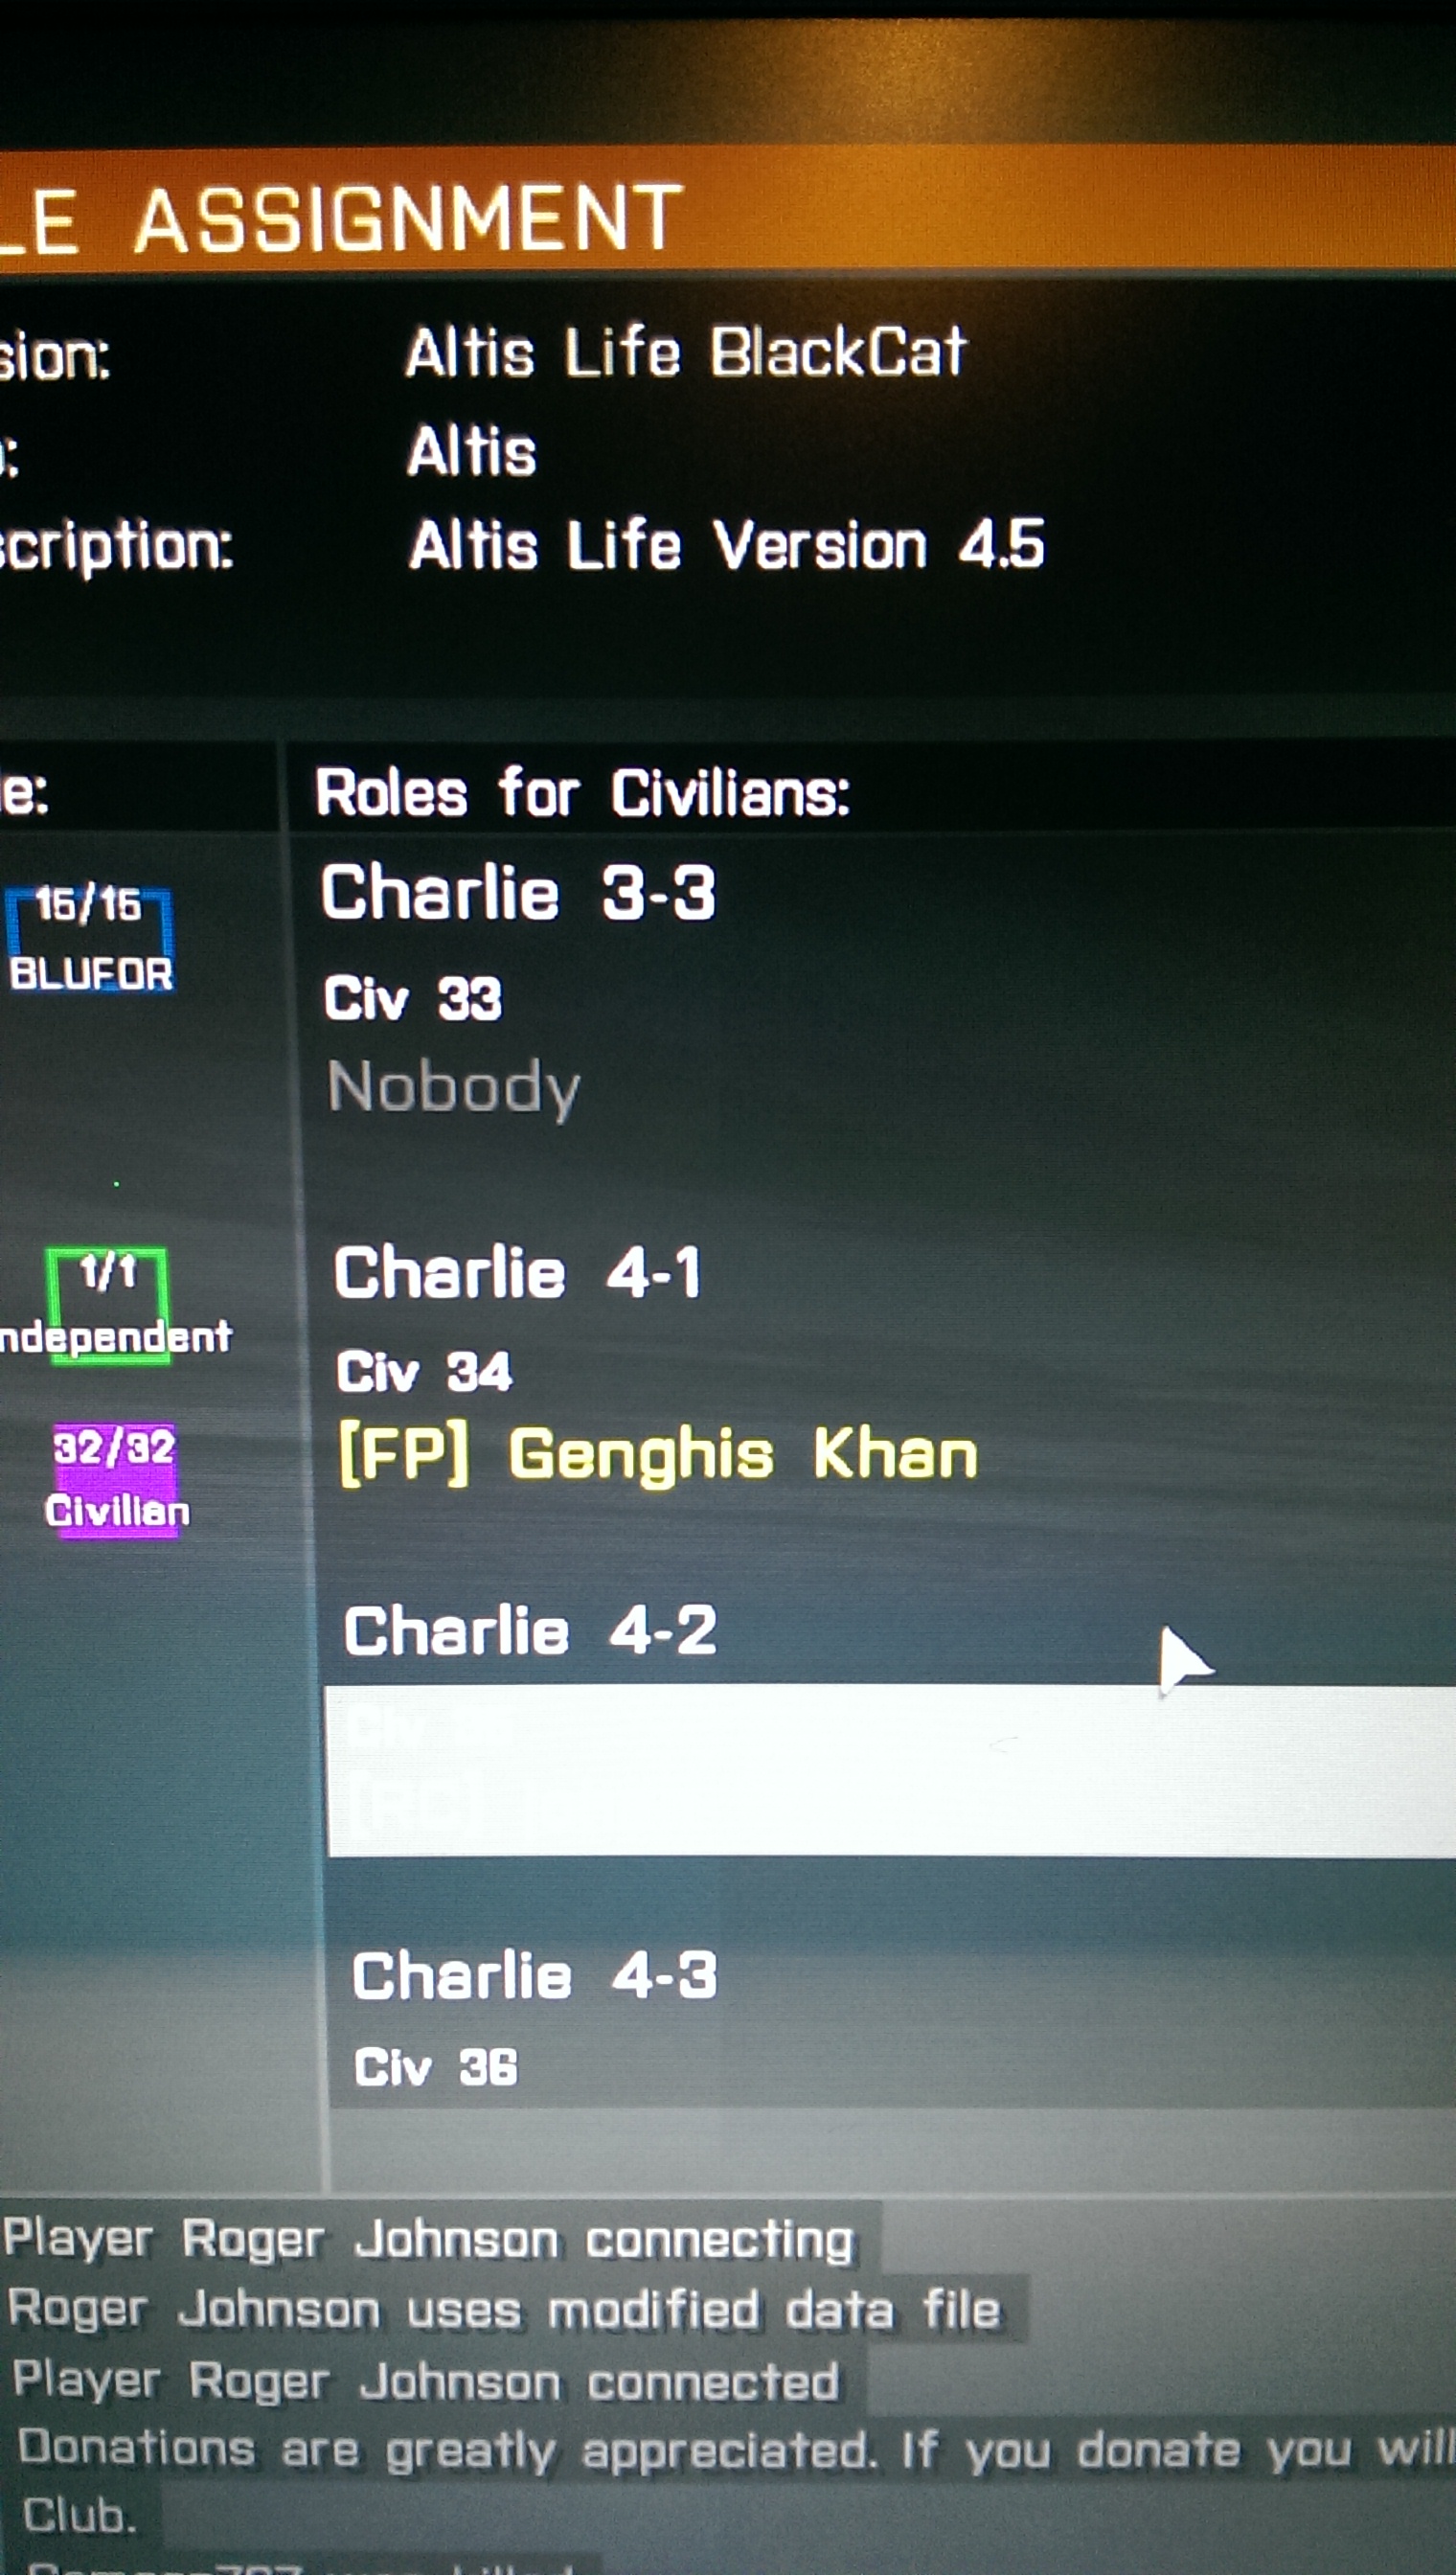 LE ASSIGNMENT
sion: Altis Life BlackCat
: Altis
scription: Altis Life Version 4.5
e: Roles for Civilians:
15/15
BLUFOR
Charlie 3-3
Civ 33
Nobody
1/1
ndependent
Charlie 4-1
Civ 34
[FP] Genghis Khan
32/32
Civilian
Charlie 4-2
Civ
Charlie 4-3
Civ 36
Player Roger Johnson connecting
Roger Johnson uses modified data file
Player Roger Johnson connected
Donations are greatly appreciated. If you donate you will
Club.